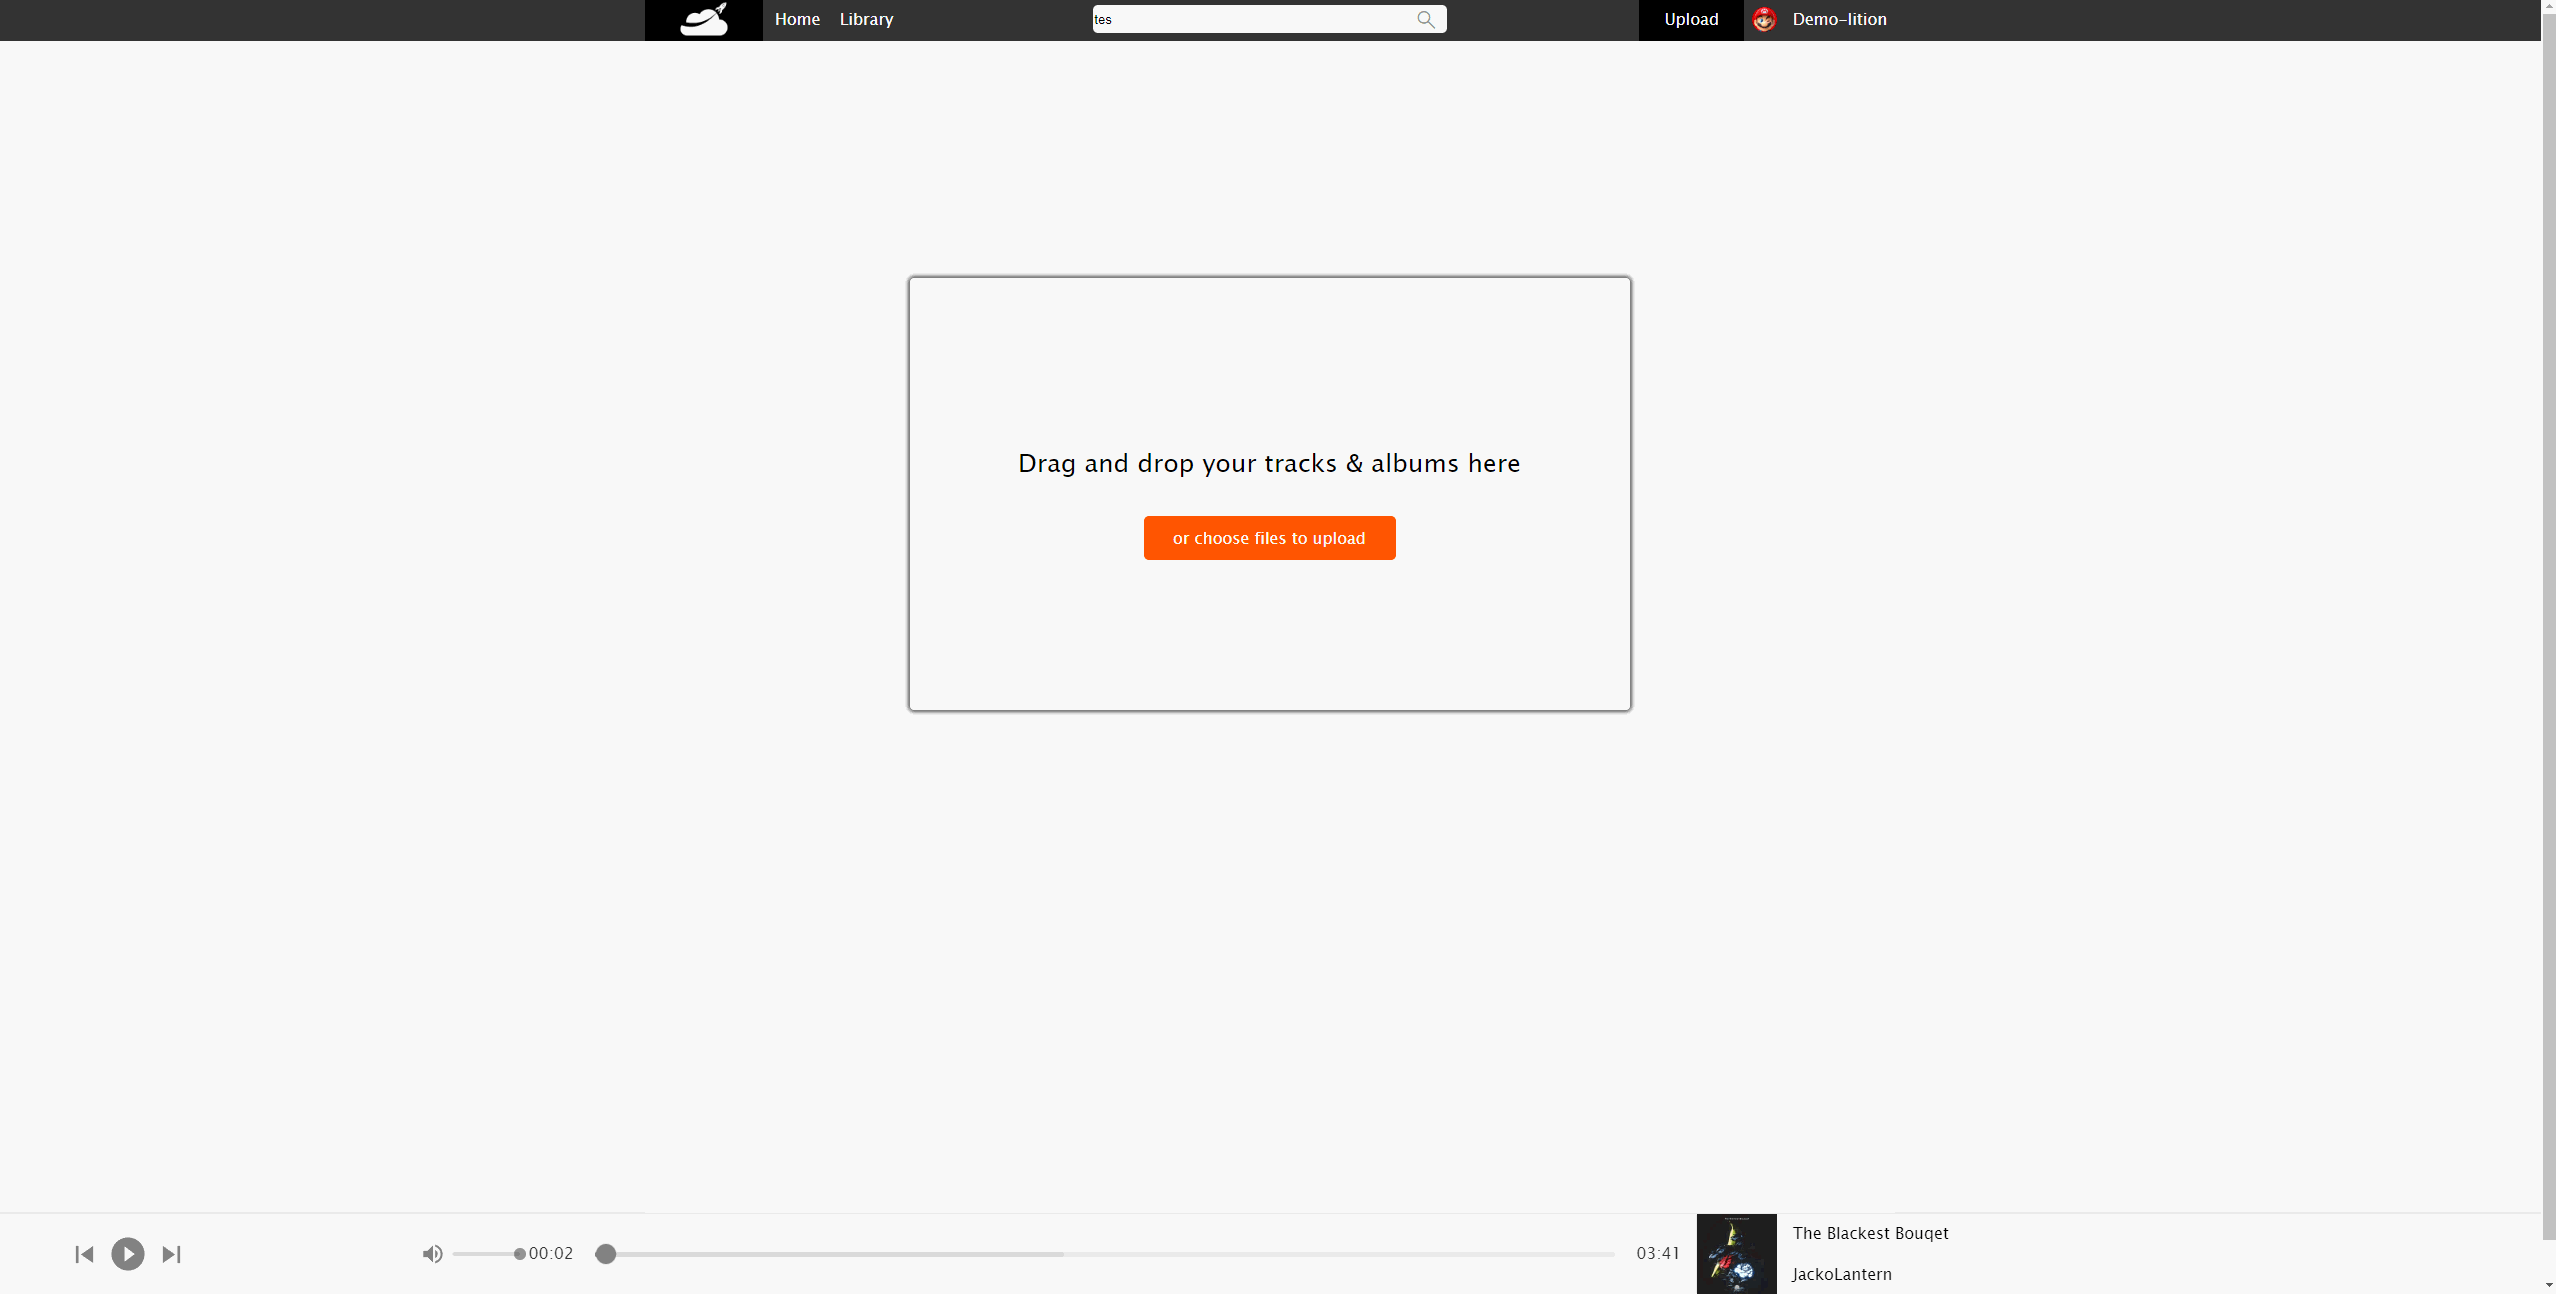 Home Library tes Upload Demo-lition
Drag and drop your tracks & albums here
or choose files to upload
00:02 03:41 The Blackest Bouqet
JackoLantern